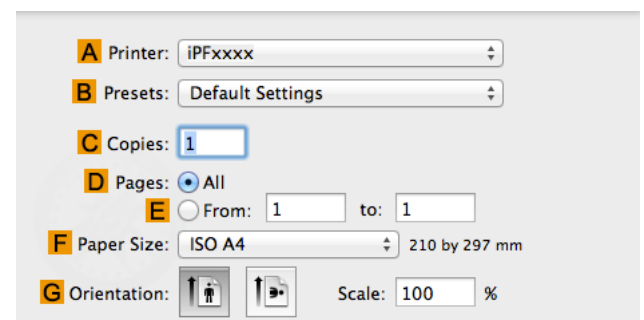 A Printer: iPFxxxx
B Presets: Default Settings
C Copies: 1
D Pages: All
E From: 1 to: 1
F Paper Size: ISO A4 210 by 297 mm
G Orientation: Scale: 100 %